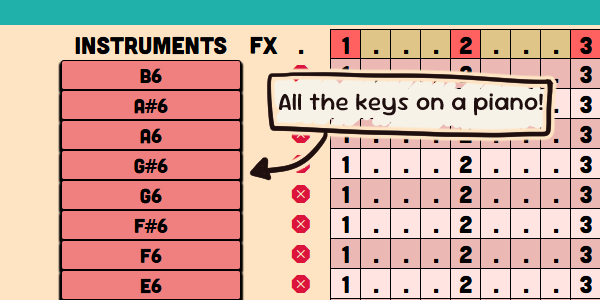 INSTRUMENTS FX . 1 . . . 2 . . . 3
B6 1 2 3
A#6 All the keys on a piano! 3
A6 1 . . . 2 . . . 3
G#6 1 . . . 2 . . . 3
G6 1 . . . 2 . . . 3
F#6 1 . . . 2 . . . 3
F6 1 . . . 2 . . . 3
E6 1 . . . 2 . . . 3